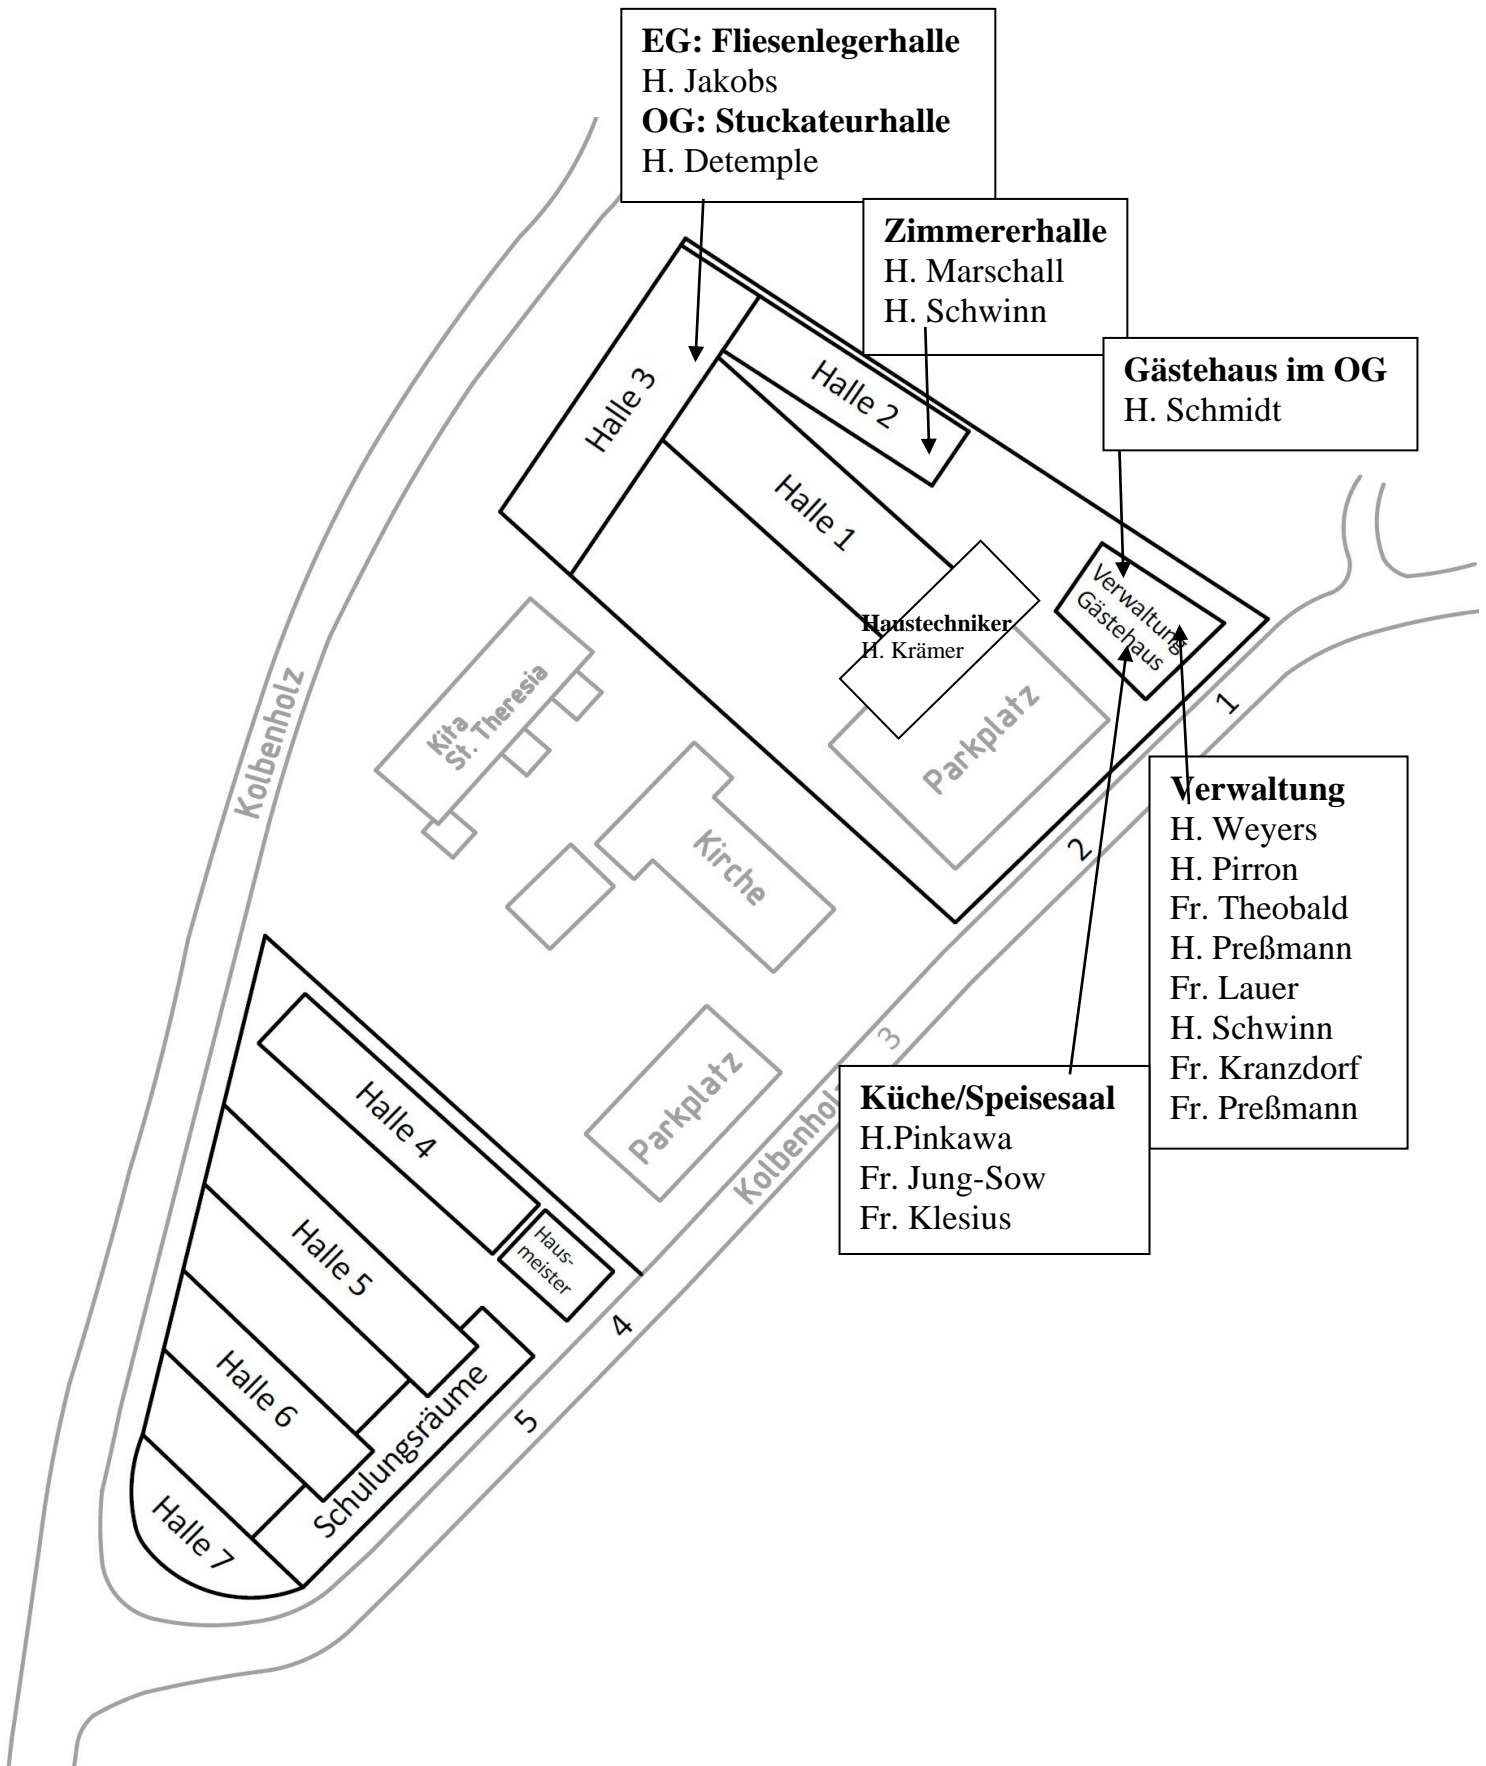 EG: Fliesenlegerhalle
H. Jakobs
OG: Stuckateurhalle
H. Detemple
Zimmererhalle
H. Marschall
H. Schwinn
Gästehaus im OG
H. Schmidt
Halle 3
Halle 2
Halle 1
Verwaltung
Gästehaus
Haustechniker
H. Krämer
Parkplatz
Kita
St. Theresia
Kolbenholz
Kirche
1
2
Verwaltung
H. Weyers
H. Pirron
Fr. Theobald
H. Preßmann
Fr. Lauer
H. Schwinn
Fr. Kranzdorf
Fr. Preßmann
3
Kolbenholz
Parkplatz
Küche/Speisesaal
H.Pinkawa
Fr. Jung-Sow
Fr. Klesius
Halle 4
Haus-
meister
Halle 5
4
Halle 6
Schulungsräume
5
Halle 7